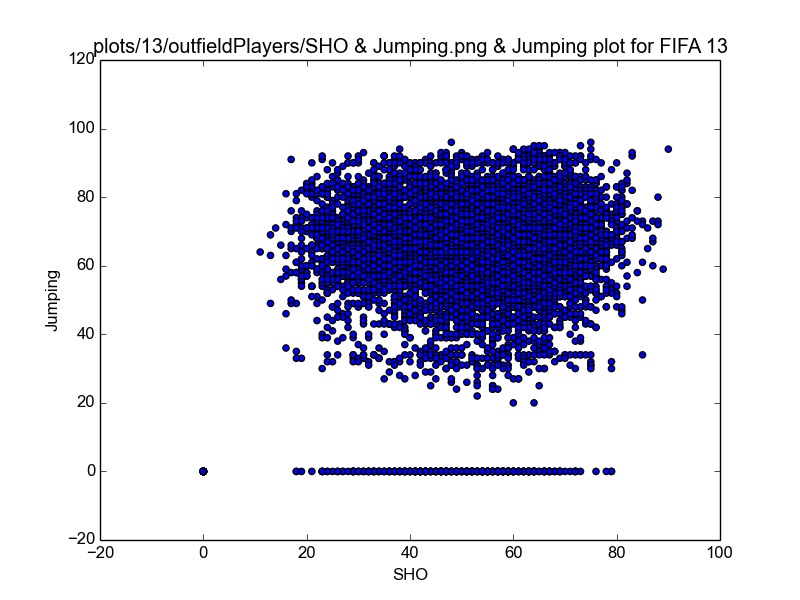 plots/13/outfieldPlayers/SHO & Jumping.png & Jumping plot for FIFA 13
120
100
80
60
40
20
0
−20
Jumping
−20 0 20 40 60 80 100
SHO